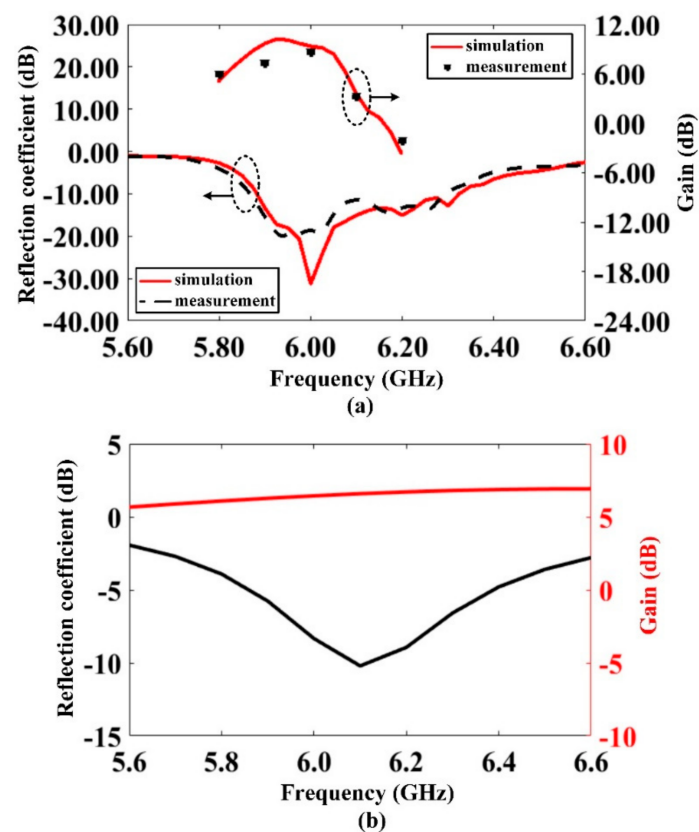 Reflection coefficient (dB)
30.00
20.00
10.00
0.00
-10.00
-20.00
-30.00
-40.00
simulation
measurement
simulation
measurement
12.00
6.00
0.00
-6.00
-12.00
-18.00
-24.00
Gain (dB)
5.60 5.80 6.00 6.20 6.40 6.60
Frequency (GHz)
(a)
Reflection coefficient (dB)
5
0
-5
-10
-15
10
5
0
-5
-10
Gain (dB)
5.6 5.8 6.0 6.2 6.4 6.6
Frequency (GHz)
(b)